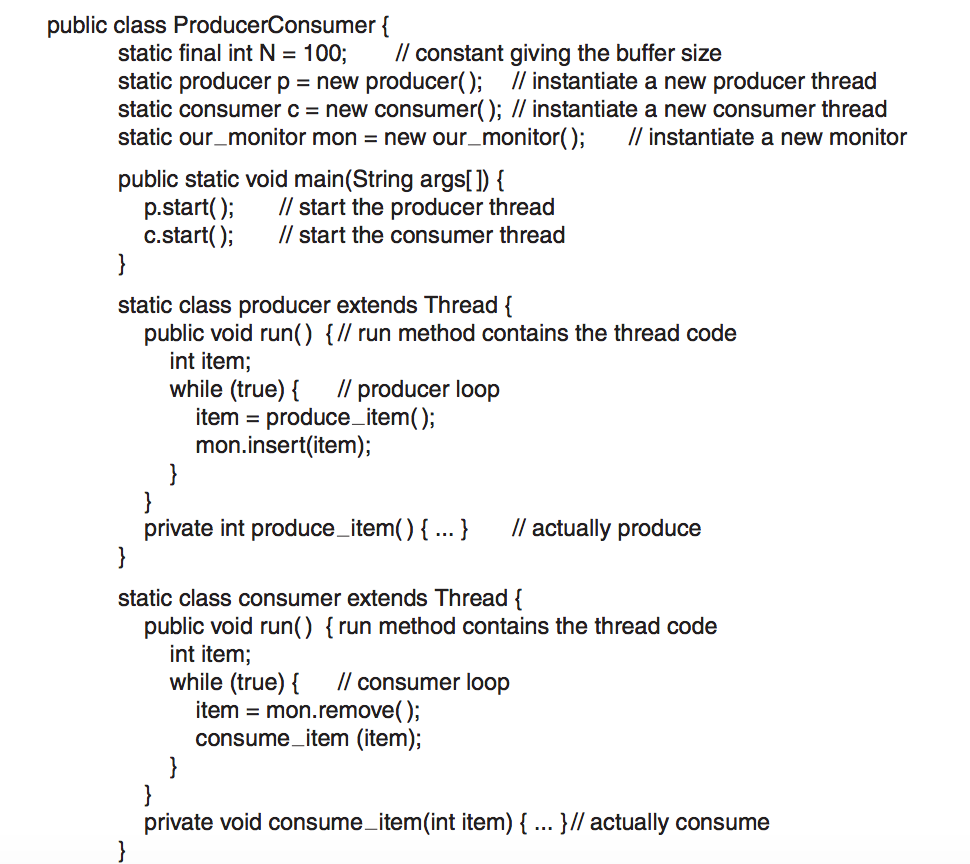 public class ProducerConsumer {
static final int N = 100; // constant giving the buffer size
static producer p = new producer( ); // instantiate a new producer thread
static consumer c = new consumer( ); // instantiate a new consumer thread
static our_monitor mon = new our_monitor( ); // instantiate a new monitor
public static void main(String args[ ]) {
p.start( ); // start the producer thread
c.start( ); // start the consumer thread
}
static class producer extends Thread {
public void run( ) { // run method contains the thread code
int item;
while (true) { // producer loop
item = produce_item( );
mon.insert(item);
}
}
private int produce_item( ) { ... } // actually produce
}
static class consumer extends Thread {
public void run( ) { run method contains the thread code
int item;
while (true) { // consumer loop
item = mon.remove( );
consume_item (item);
}
}
private void consume_item(int item) { ... } // actually consume
}